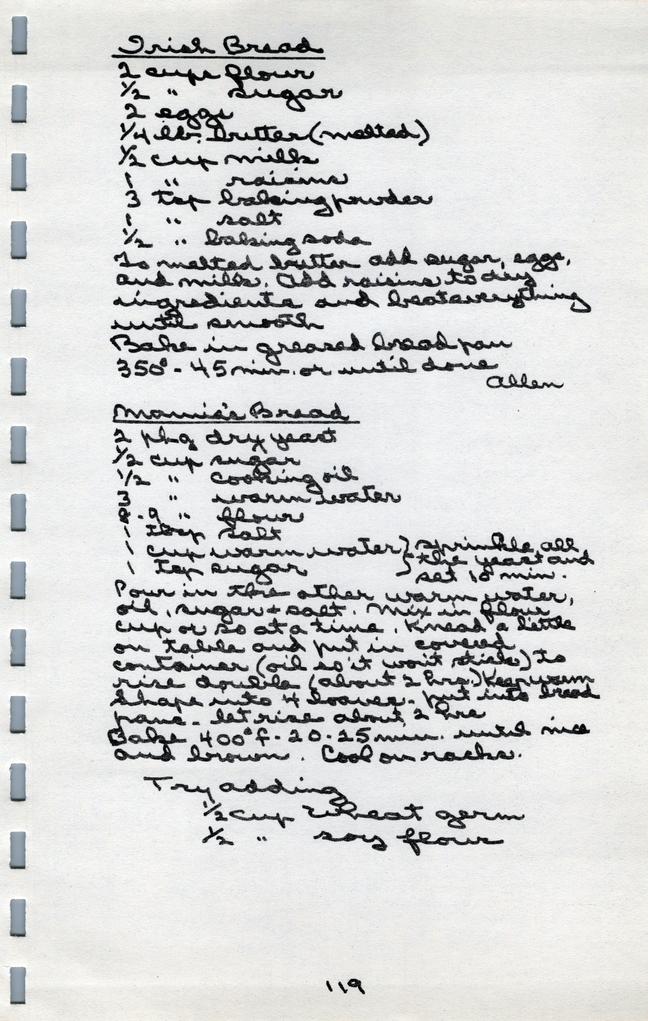 Irish Bread
2 cups flour
1/2 " sugar
2 eggs
1/4 lb. butter (melted)
1/2 cup milk
1 " raisins
3 tsp baking powder
1 " salt
1/2 " baking soda
To melted butter add sugar, eggs,
and milk. Add raisins to dry
ingredients and beat everything
until smooth
Bake in greased bread pan
350° - 45 min. or until done
Allen
Mamia's Bread
2 pkg dry yeast
1/2 cup sugar
1/2 " cooking oil
3 " warm water
8-9 " flour
1 tbsp salt
1 cup warm water } sprinkle all
1 tsp sugar } the yeast and
set 10 min.
Pour in the other warm water,
oil, sugar + salt. Mix in flour
cup or so at a time. Knead a little
on table and put in covered
container (oil so it won't stick) to
rise double (about 2 hrs.) Keep warm
Shape into 4 loaves - put into bread
pans - let rise about 2 hrs
Bake 400°f - 20-25 min. until nice
and brown. Cool on racks.
Try adding
1/2 cup wheat germ
1/2 " soy flour
119